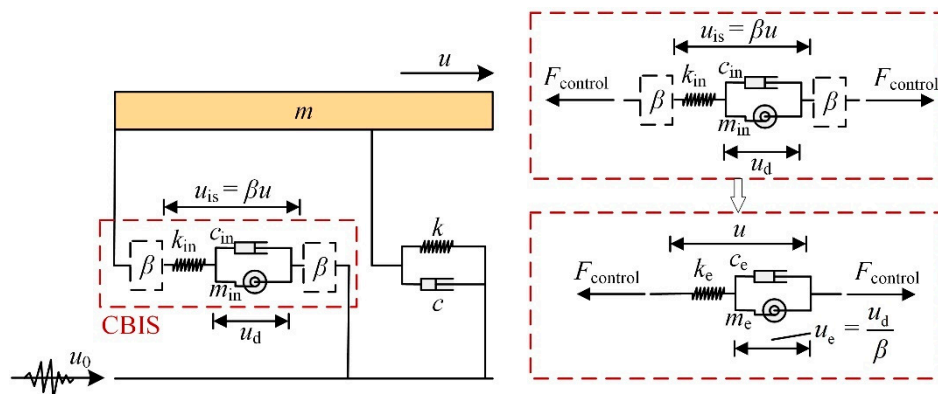 u
m
u_is = βu
β
k_in
c_in
β
m_in
CBIS
u_d
k
c
u_0
u_is = βu
F_control
β
k_in
c_in
β
F_control
m_in
u_d
u
F_control
k_e
c_e
F_control
m_e
u_e = u_d/β